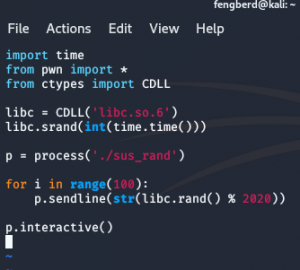 fengberd@kali: ~
File Actions Edit View Help
import time
from pwn import *
from ctypes import CDLL
libc = CDLL('libc.so.6')
libc.srand(int(time.time()))
p = process('./sus_rand')
for i in range(100):
    p.sendline(str(libc.rand() % 2020))
p.interactive()
~